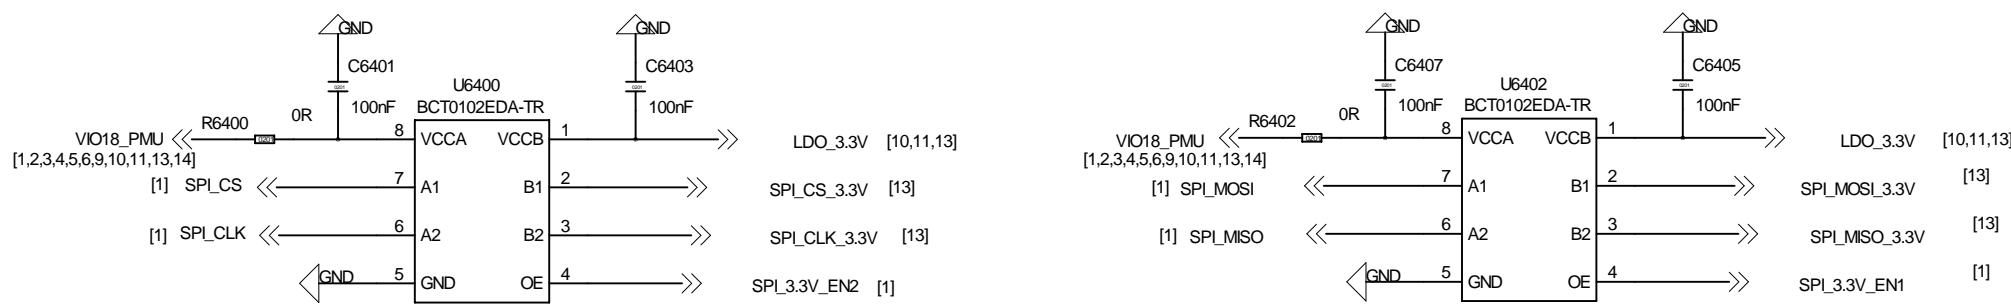 GND
GND
C6401
C6403
U6400
BCT0102EDA-TR
100nF
100nF
R6400
0R
0201
0201
0201
VIO18_PMU
[1,2,3,4,5,6,9,10,11,13,14]
8 VCCA VCCB 1
LDO_3.3V [10,11,13]
[1] SPI_CS
7 A1 B1 2
SPI_CS_3.3V [13]
[1] SPI_CLK
6 A2 B2 3
SPI_CLK_3.3V [13]
GND
5 GND OE 4
SPI_3.3V_EN2 [1]
GND
GND
C6407
C6405
U6402
BCT0102EDA-TR
100nF
100nF
R6402
0R
0201
0201
0201
VIO18_PMU
[1,2,3,4,5,6,9,10,11,13,14]
8 VCCA VCCB 1
LDO_3.3V [10,11,13]
[1] SPI_MOSI
7 A1 B1 2
SPI_MOSI_3.3V [13]
[1] SPI_MISO
6 A2 B2 3
SPI_MISO_3.3V [13]
GND
5 GND OE 4
SPI_3.3V_EN1 [1]